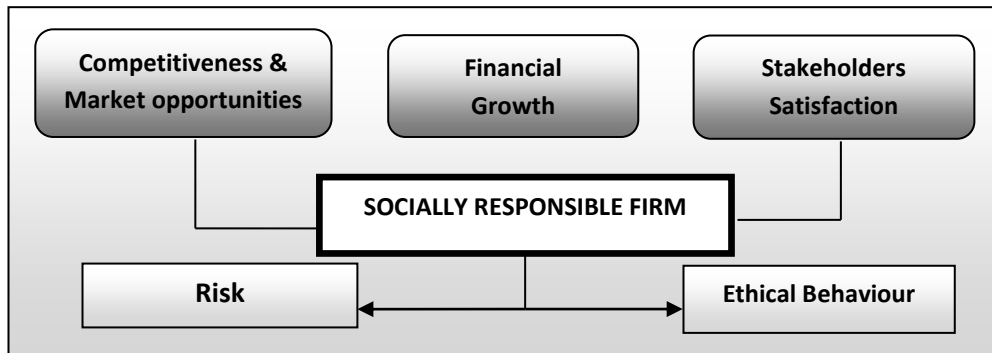 Competitiveness &
Market opportunities
Financial
Growth
Stakeholders
Satisfaction
SOCIALLY RESPONSIBLE FIRM
Risk
Ethical Behaviour